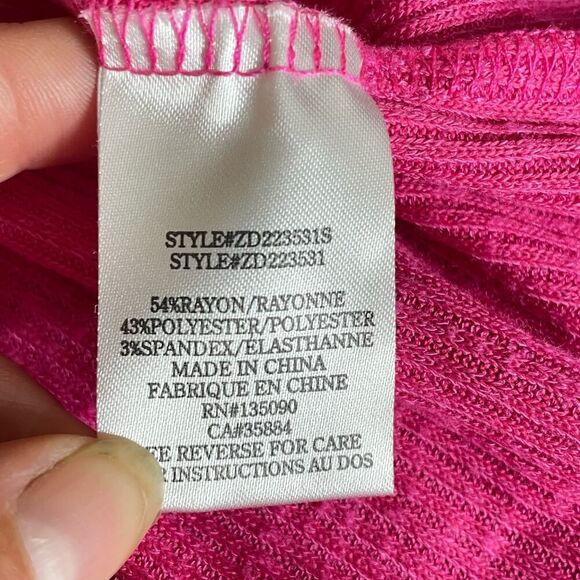 STYLE#ZD223531S
STYLE#ZD223531
54%RAYON/RAYONNE
43%POLYESTER/POLYESTER
3%SPANDEX/ELASTHANNE
MADE IN CHINA
FABRIQUE EN CHINE
RN#135090
CA#35884
REVERSE FOR CARE
INSTRUCTIONS AU DOS